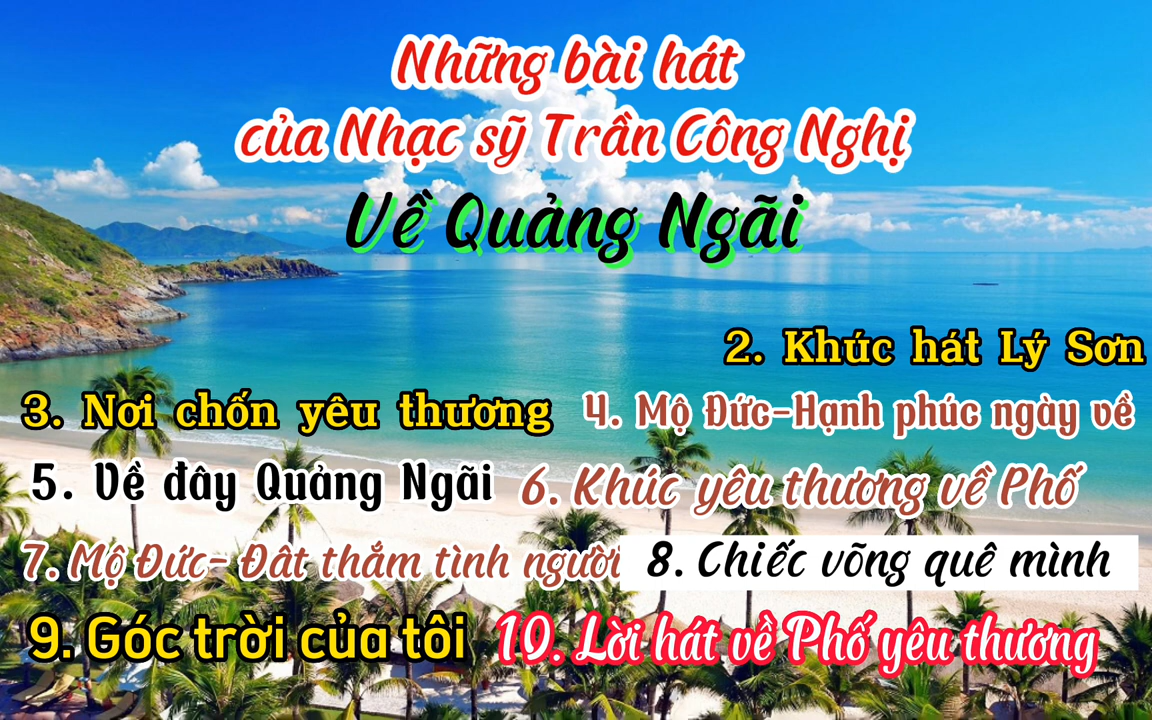 Những bài hát
của Nhạc sỹ Trần Công Nghị
Về Quảng Ngãi
2. Khúc hát Lý Sơn
3. Nơi chốn yêu thương
4. Mộ Đức-Hạnh phúc ngày về
5. Về đây Quảng Ngãi
6. Khúc yêu thương về Phố
7. Mộ Đức- Đât thắm tình người
8. Chiếc võng quê mình
9. Góc trời của tôi
10. Lời hát về Phố yêu thương